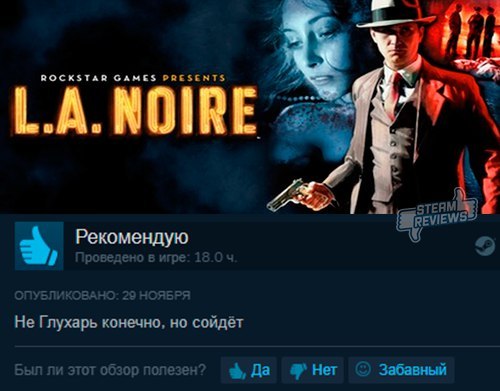 ROCKSTAR GAMES PRESENTS
L.A. NOIRE
STEAM
REVIEWS
Рекомендую
Проведено в игре: 18.0 ч.
ОПУБЛИКОВАНО: 29 НОЯБРЯ
Не Глухарь конечно, но сойдёт
Был ли этот обзор полезен? Да Нет Забавный